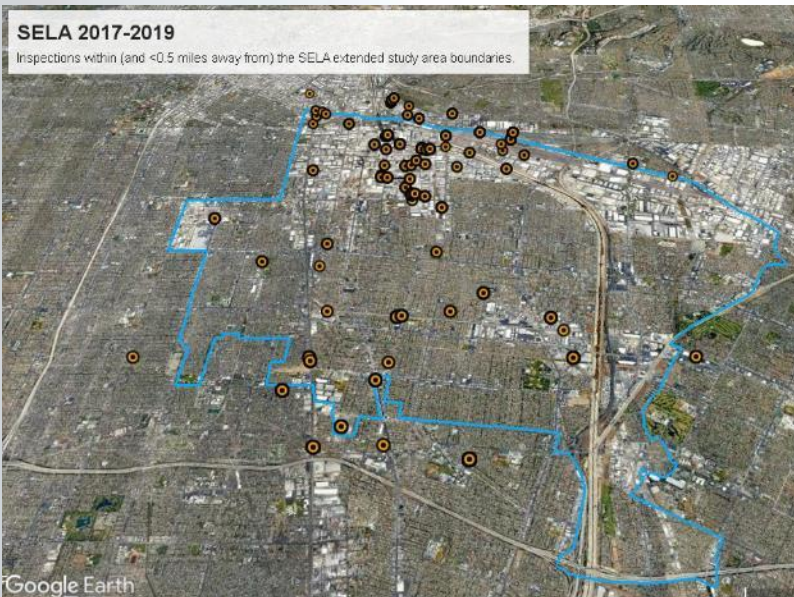 SELA 2017-2019
Inspections within (and <0.5 miles away from) the SELA extended study area boundaries.
Google Earth